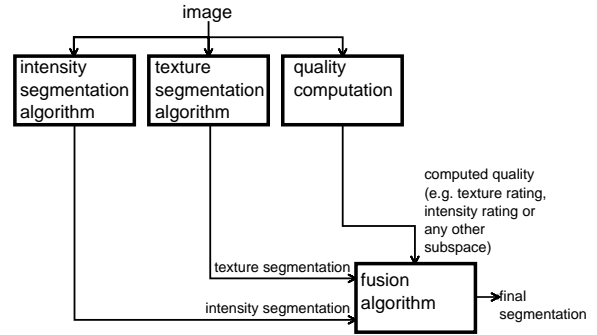 image
intensity
segmentation
algorithm
texture
segmentation
algorithm
quality
computation
computed quality
(e.g. texture rating,
intensity rating or
any other
subspace)
texture segmentation
intensity segmentation
fusion
algorithm
final
segmentation